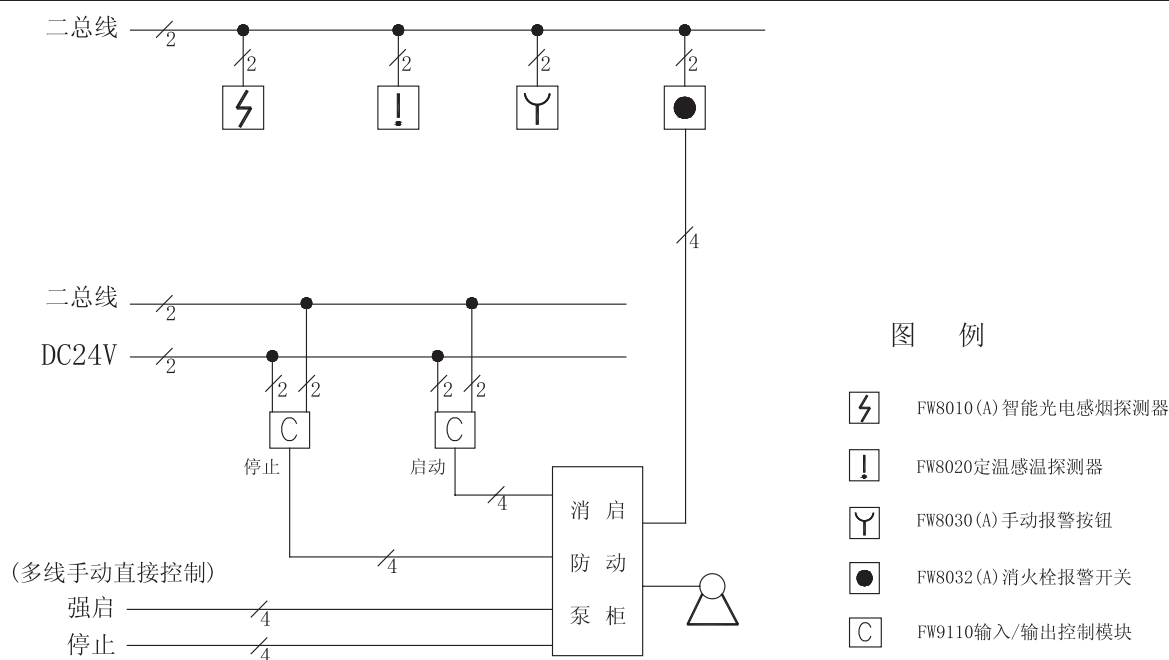 二总线 2
2 2 2 2
4
二总线 2
DC24V 2
2 2 2 2
C C
停止 启动
4
4
消 启
防 动
泵 柜
(多线手动直接控制)
强启 4
停止 4
图 例
FW8010(A)智能光电感烟探测器
FW8020定温感温探测器
FW8030(A)手动报警按钮
FW8032(A)消火栓报警开关
C FW9110输入/输出控制模块